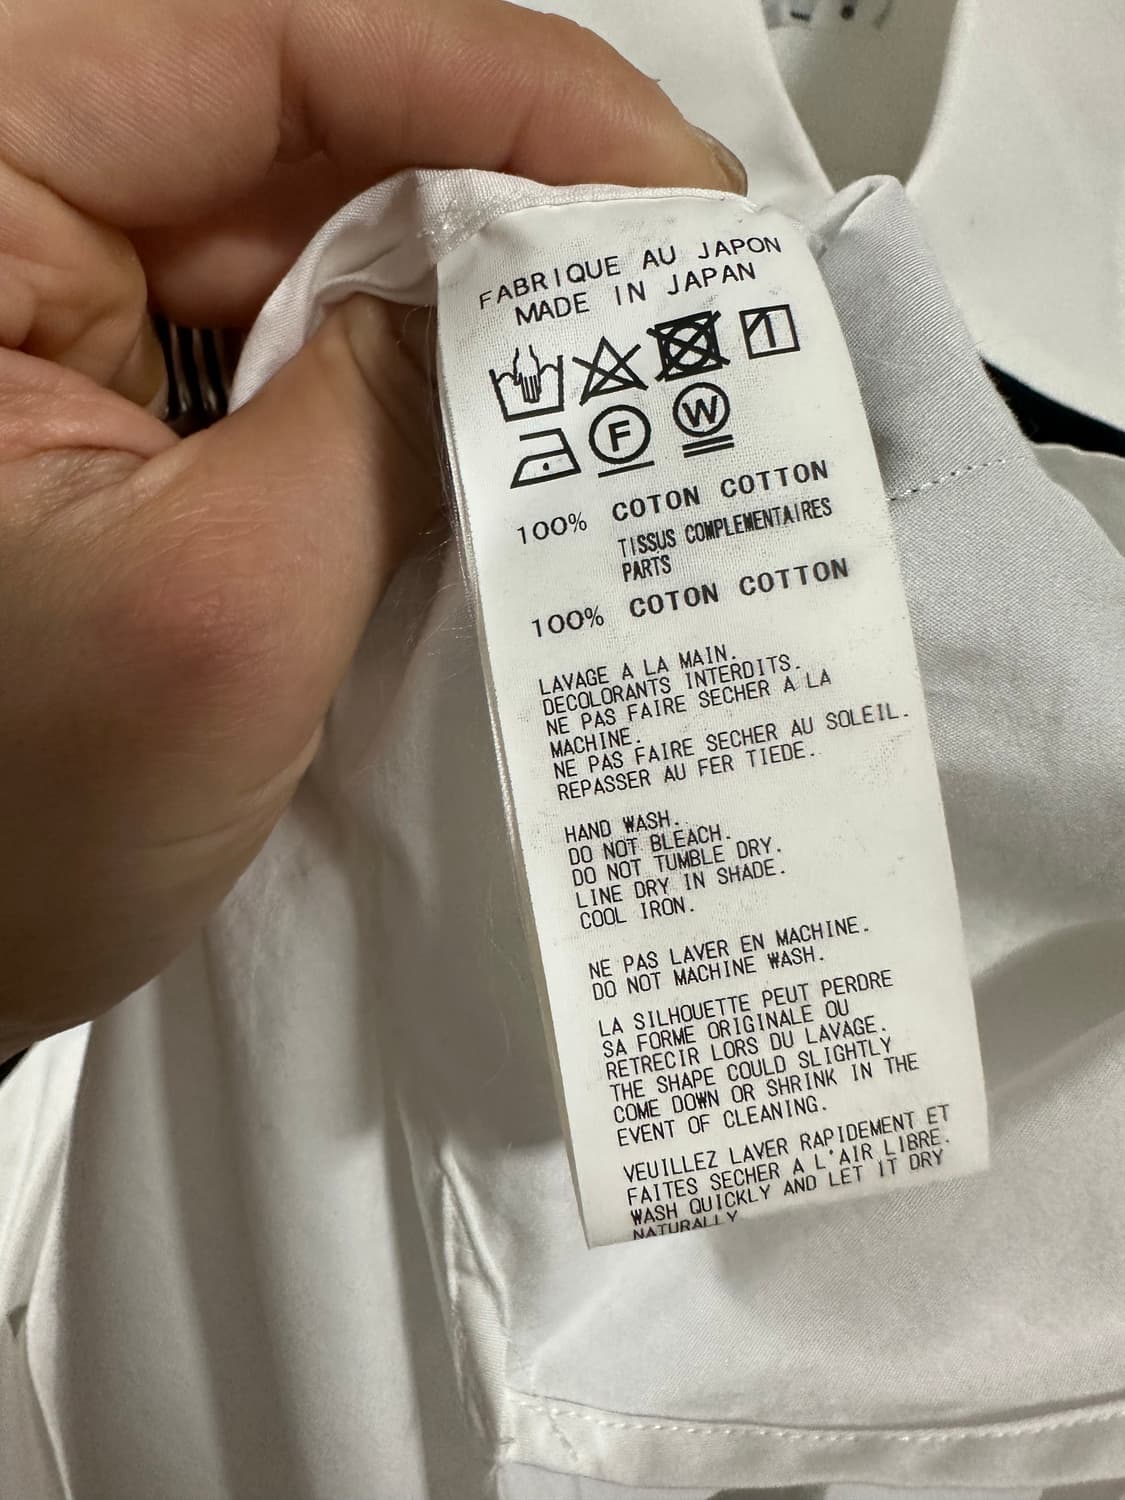 FABRIQUE AU JAPON
MADE IN JAPAN
F W
100% COTON COTTON
TISSUS COMPLEMENTAIRES
PARTS
100% COTON COTTON
LAVAGE A LA MAIN.
DECOLORANTS INTERDITS.
NE PAS FAIRE SECHER A LA
MACHINE.
NE PAS FAIRE SECHER AU SOLEIL.
REPASSER AU FER TIEDE.
HAND WASH.
DO NOT BLEACH.
DO NOT TUMBLE DRY.
LINE DRY IN SHADE.
COOL IRON.
NE PAS LAVER EN MACHINE.
DO NOT MACHINE WASH.
LA SILHOUETTE PEUT PERDRE
SA FORME ORIGINALE OU
RETRECIR LORS DU LAVAGE.
THE SHAPE COULD SLIGHTLY
COME DOWN OR SHRINK IN THE
EVENT OF CLEANING.
VEUILLEZ LAVER RAPIDEMENT ET
FAITES SECHER A L'AIR LIBRE.
WASH QUICKLY AND LET IT DRY
NATURALLY